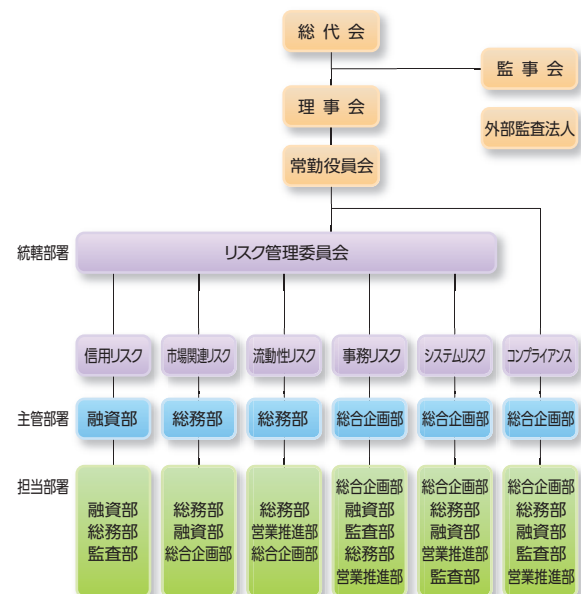 総代会
監事会
理事会
外部監査法人
常勤役員会
統轄部署
リスク管理委員会
信用リスク
市場関連リスク
流動性リスク
事務リスク
システムリスク
コンプライアンス
主管部署
融資部
総務部
総務部
総合企画部
総合企画部
総合企画部
担当部署
融資部
総務部
監査部
総務部
融資部
総合企画部
総務部
営業推進部
総合企画部
総合企画部
融資部
監査部
総務部
営業推進部
総合企画部
総務部
融資部
営業推進部
監査部
総合企画部
総務部
融資部
監査部
営業推進部